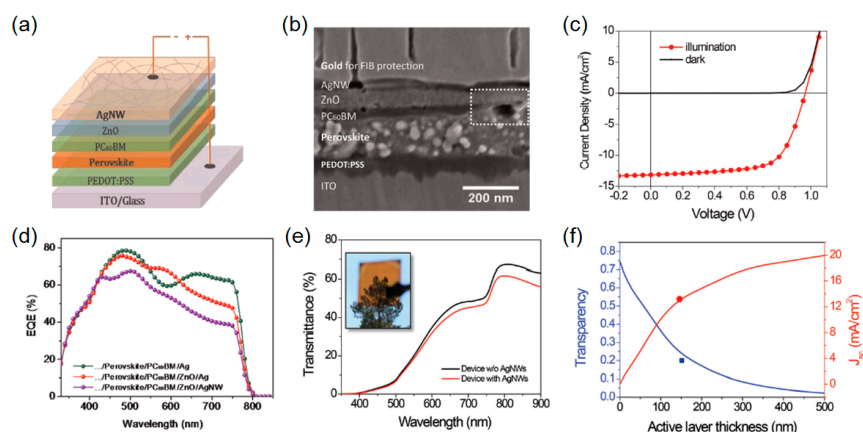 (a)
- +
AgNW
ZnO
PC₆₀BM
Perovskite
PEDOT:PSS
ITO/Glass
(b)
Gold for FIB protection
AgNW
ZnO
PC₆₀BM
Perovskite
PEDOT:PSS
ITO
200 nm
(c)
Current Density (mA/cm²)
10
5
0
-5
-10
-15
illumination
dark
-0.2 0.0 0.2 0.4 0.6 0.8 1.0
Voltage (V)
(d)
EQE (%)
80
60
40
20
0
.../Perovskite/PC₆₀BM/Ag
.../Perovskite/PC₆₀BM/ZnO/Ag
.../Perovskite/PC₆₀BM/ZnO/AgNW
400 500 600 700 800
Wavelength (nm)
(e)
Transmittance (%)
100
80
60
40
20
0
Device w/o AgNWs
Device with AgNWs
400 500 600 700 800 900
Wavelength (nm)
(f)
Transparency
0.8
0.7
0.6
0.5
0.4
0.3
0.2
0.1
0.0
20
16
12
8
4
0
Jsc (mA/cm²)
0 100 200 300 400 500
Active layer thickness (nm)